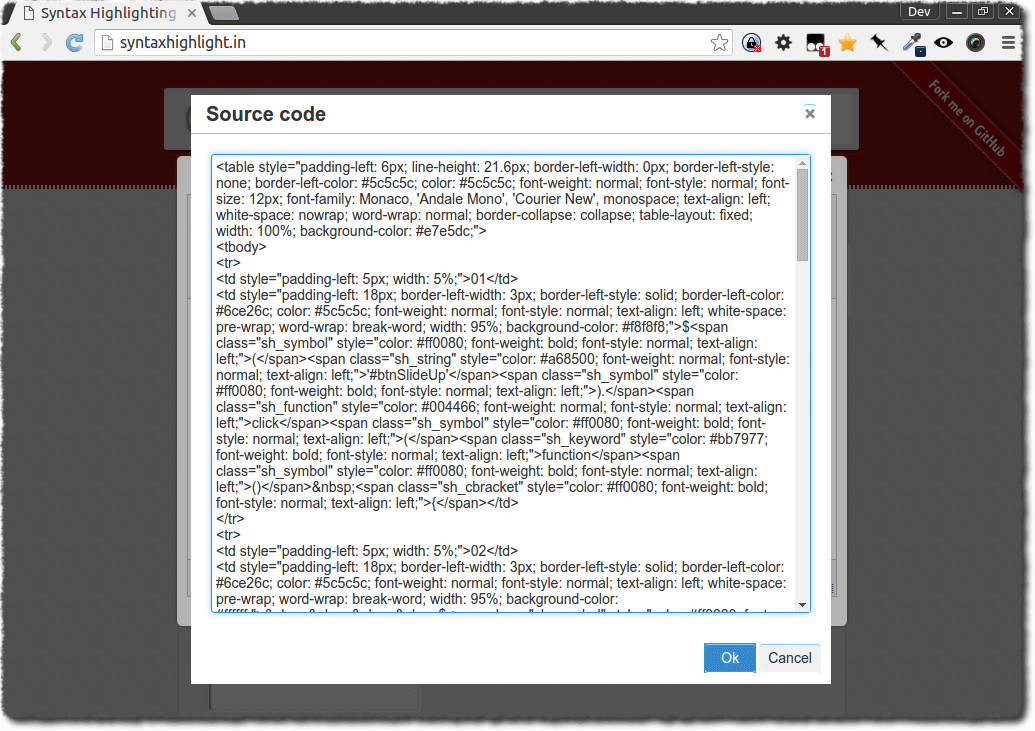 Syntax Highlighting
Dev
syntaxhighlight.in
1
Fork me on GitHub
Source code
<table style="padding-left: 6px; line-height: 21.6px; border-left-width: 0px; border-left-style:
none; border-left-color: #5c5c5c; color: #5c5c5c; font-weight: normal; font-style: normal; font-
size: 12px; font-family: Monaco, 'Andale Mono', 'Courier New', monospace; text-align: left;
white-space: nowrap; word-wrap: normal; border-collapse: collapse; table-layout: fixed;
width: 100%; background-color: #e7e5dc;">
<tbody>
<tr>
<td style="padding-left: 5px; width: 5%;">01</td>
<td style="padding-left: 18px; border-left-width: 3px; border-left-style: solid; border-left-color:
#6ce26c; color: #5c5c5c; font-weight: normal; font-style: normal; text-align: left; white-space:
pre-wrap; word-wrap: break-word; width: 95%; background-color: #f8f8f8;">$<span
class="sh_symbol" style="color: #ff0080; font-weight: bold; font-style: normal; text-align:
left;">(</span><span class="sh_string" style="color: #a68500; font-weight: normal; font-style:
normal; text-align: left;">'#btnSlideUp'</span><span class="sh_symbol" style="color:
#ff0080; font-weight: bold; font-style: normal; text-align: left;">).</span><span
class="sh_function" style="color: #004466; font-weight: normal; font-style: normal; text-align:
left;">click</span><span class="sh_symbol" style="color: #ff0080; font-weight: bold; font-
style: normal; text-align: left;">(</span><span class="sh_keyword" style="color: #bb7977;
font-weight: bold; font-style: normal; text-align: left;">function</span><span
class="sh_symbol" style="color: #ff0080; font-weight: bold; font-style: normal; text-align:
left;">()</span>&nbsp;<span class="sh_cbracket" style="color: #ff0080; font-weight: bold;
font-style: normal; text-align: left;">{</span></td>
</tr>
<tr>
<td style="padding-left: 5px; width: 5%;">02</td>
<td style="padding-left: 18px; border-left-width: 3px; border-left-style: solid; border-left-color:
#6ce26c; color: #5c5c5c; font-weight: normal; font-style: normal; text-align: left; white-space:
pre-wrap; word-wrap: break-word; width: 95%; background-color:
Ok
Cancel